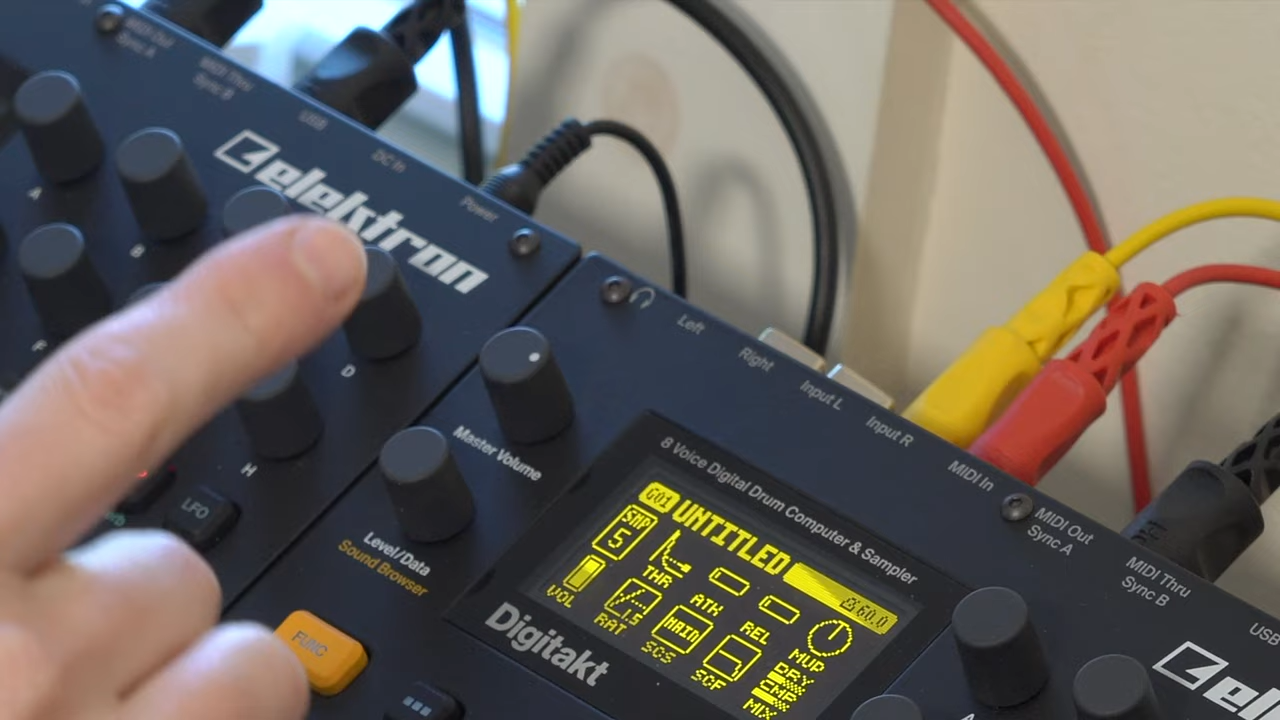 MIDI Out
Sync A
MIDI Thru
Sync B
USB
DC In
Power
elektron
A
B
D
F
H
LFO
Left
Right
Input L
Input R
MIDI In
MIDI Out
Sync A
MIDI Thru
Sync B
USB
Master Volume
Level/Data
Sound Browser
FUNC
8 Voice Digital Drum Computer & Sampler
G01 UNTITLED 60.0
SMP
5
THR
ATK
REL
MUP
VOL
RAT
MAIN
SCS
SCF
DRY
CMP
MIX
Digitakt
A